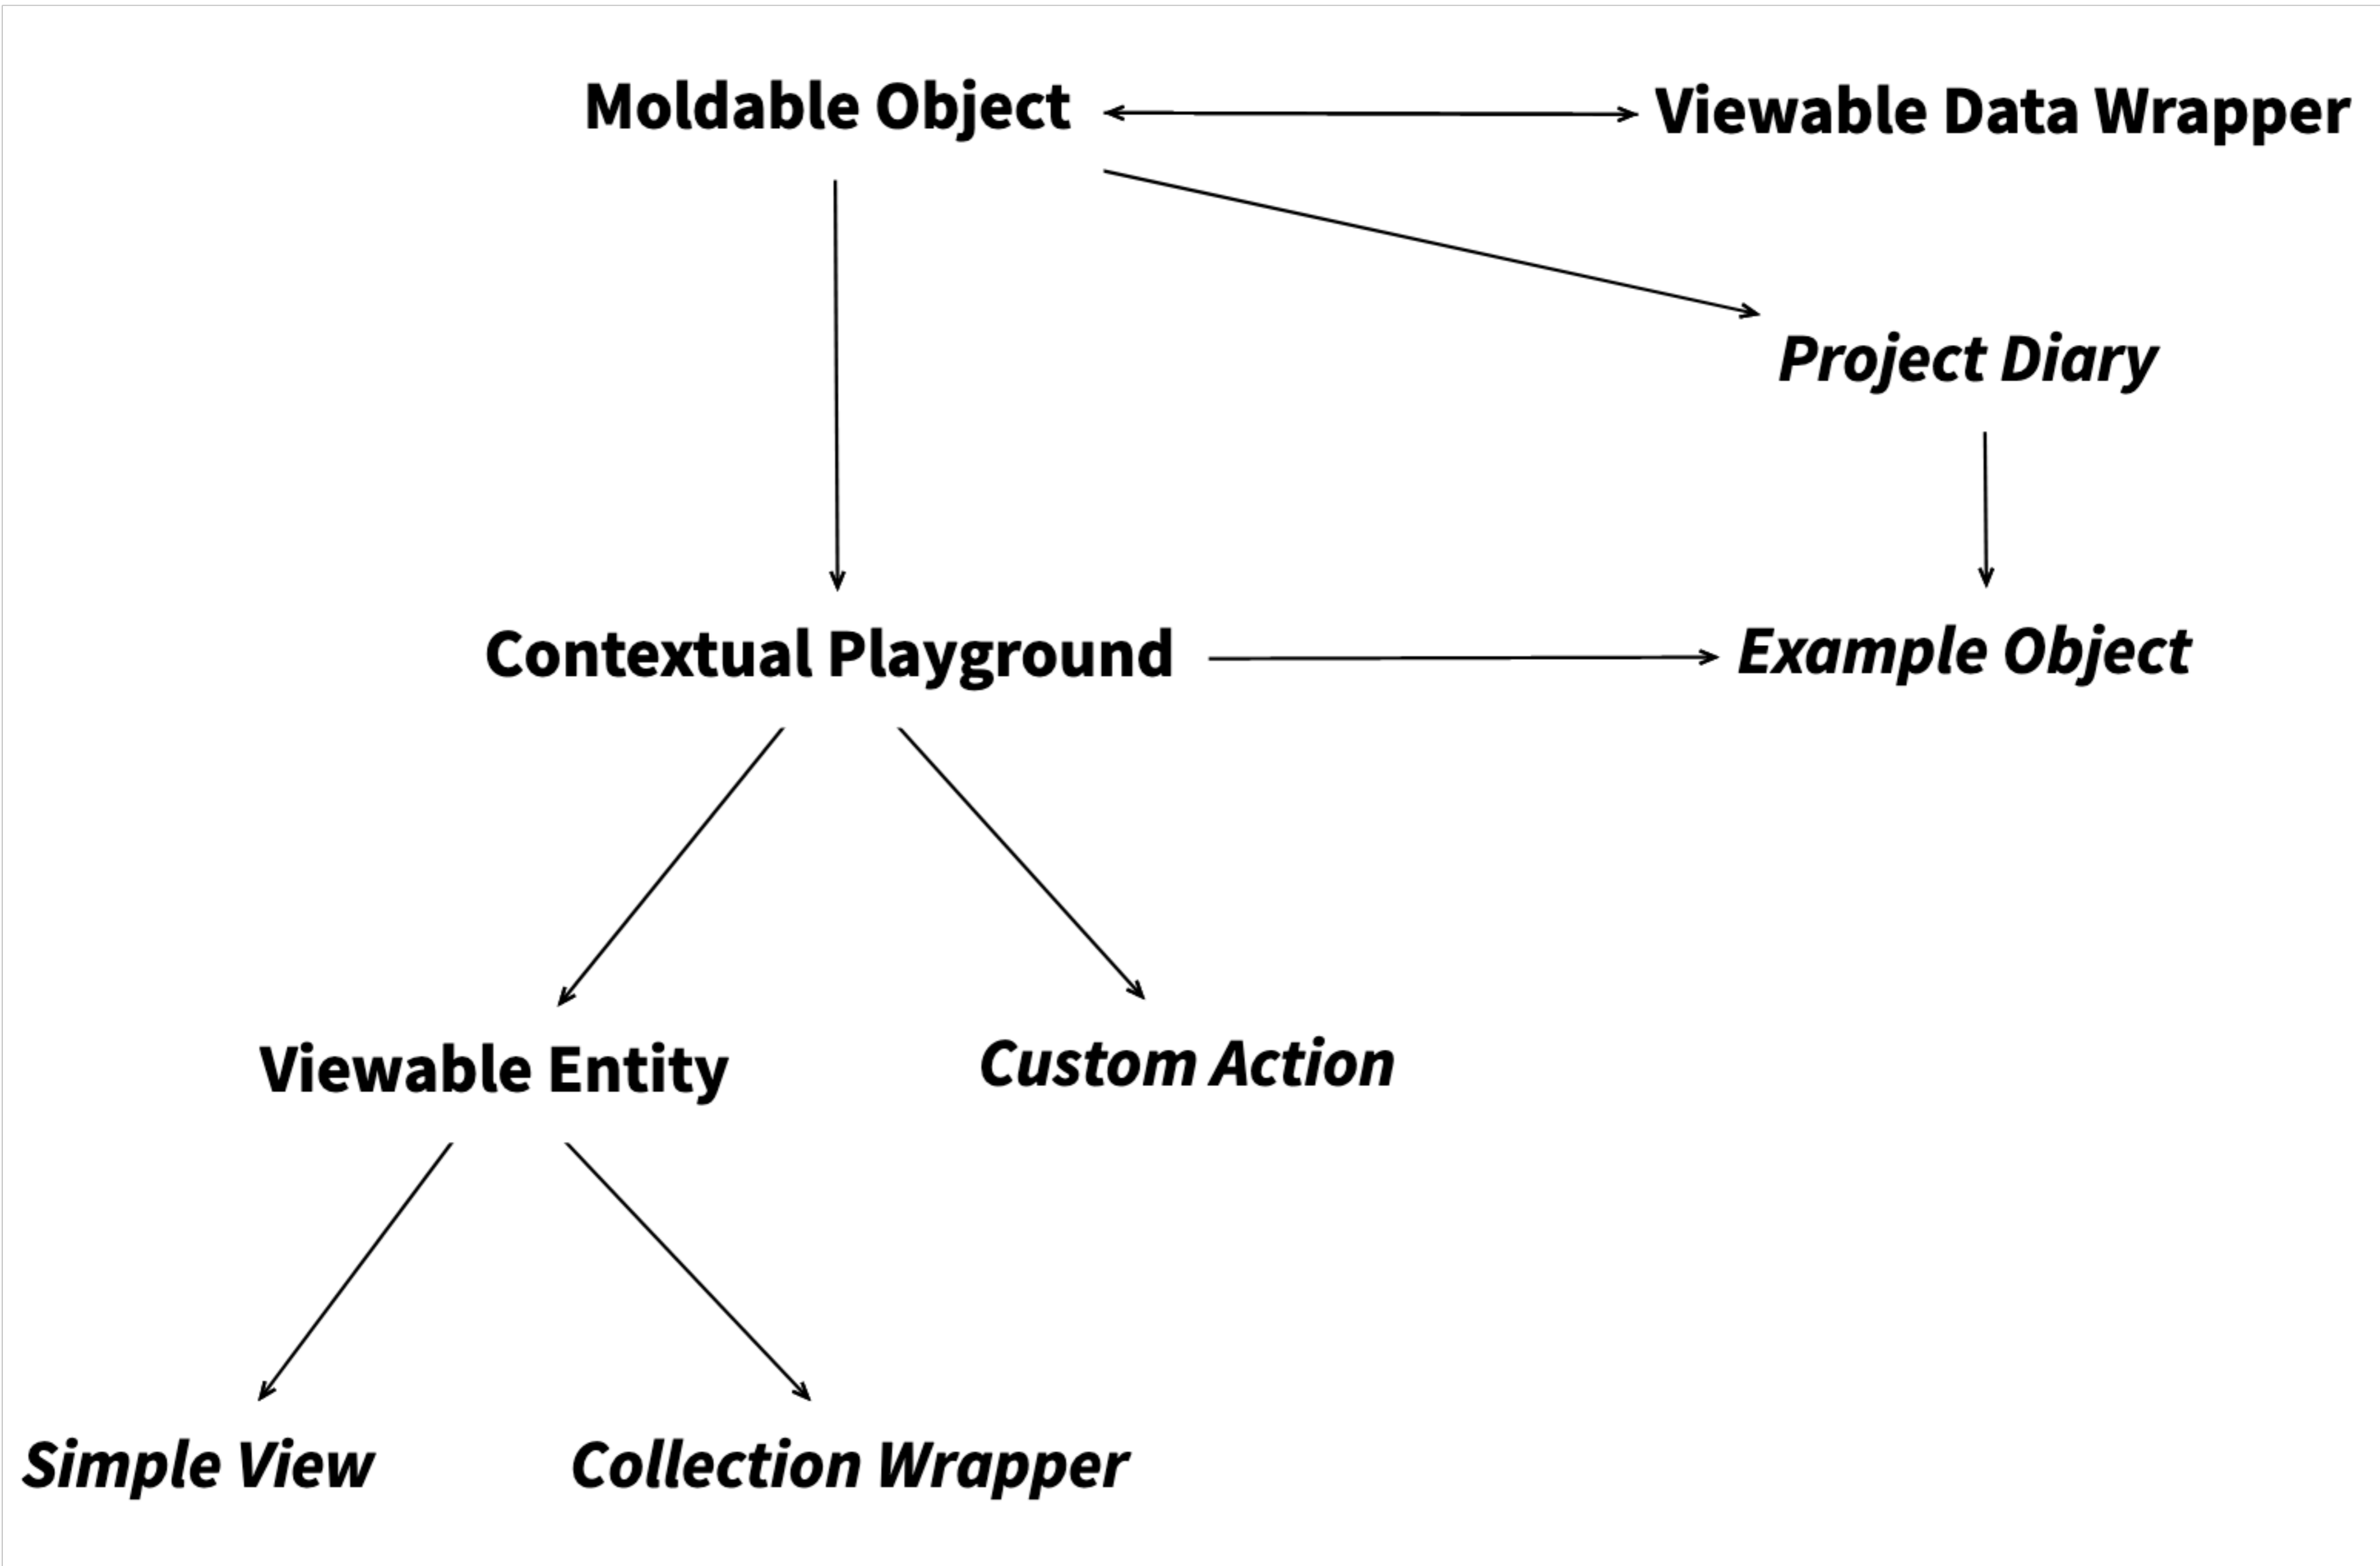 Moldable Object
Viewable Data Wrapper
Project Diary
Contextual Playground
Example Object
Viewable Entity
Custom Action
Simple View
Collection Wrapper